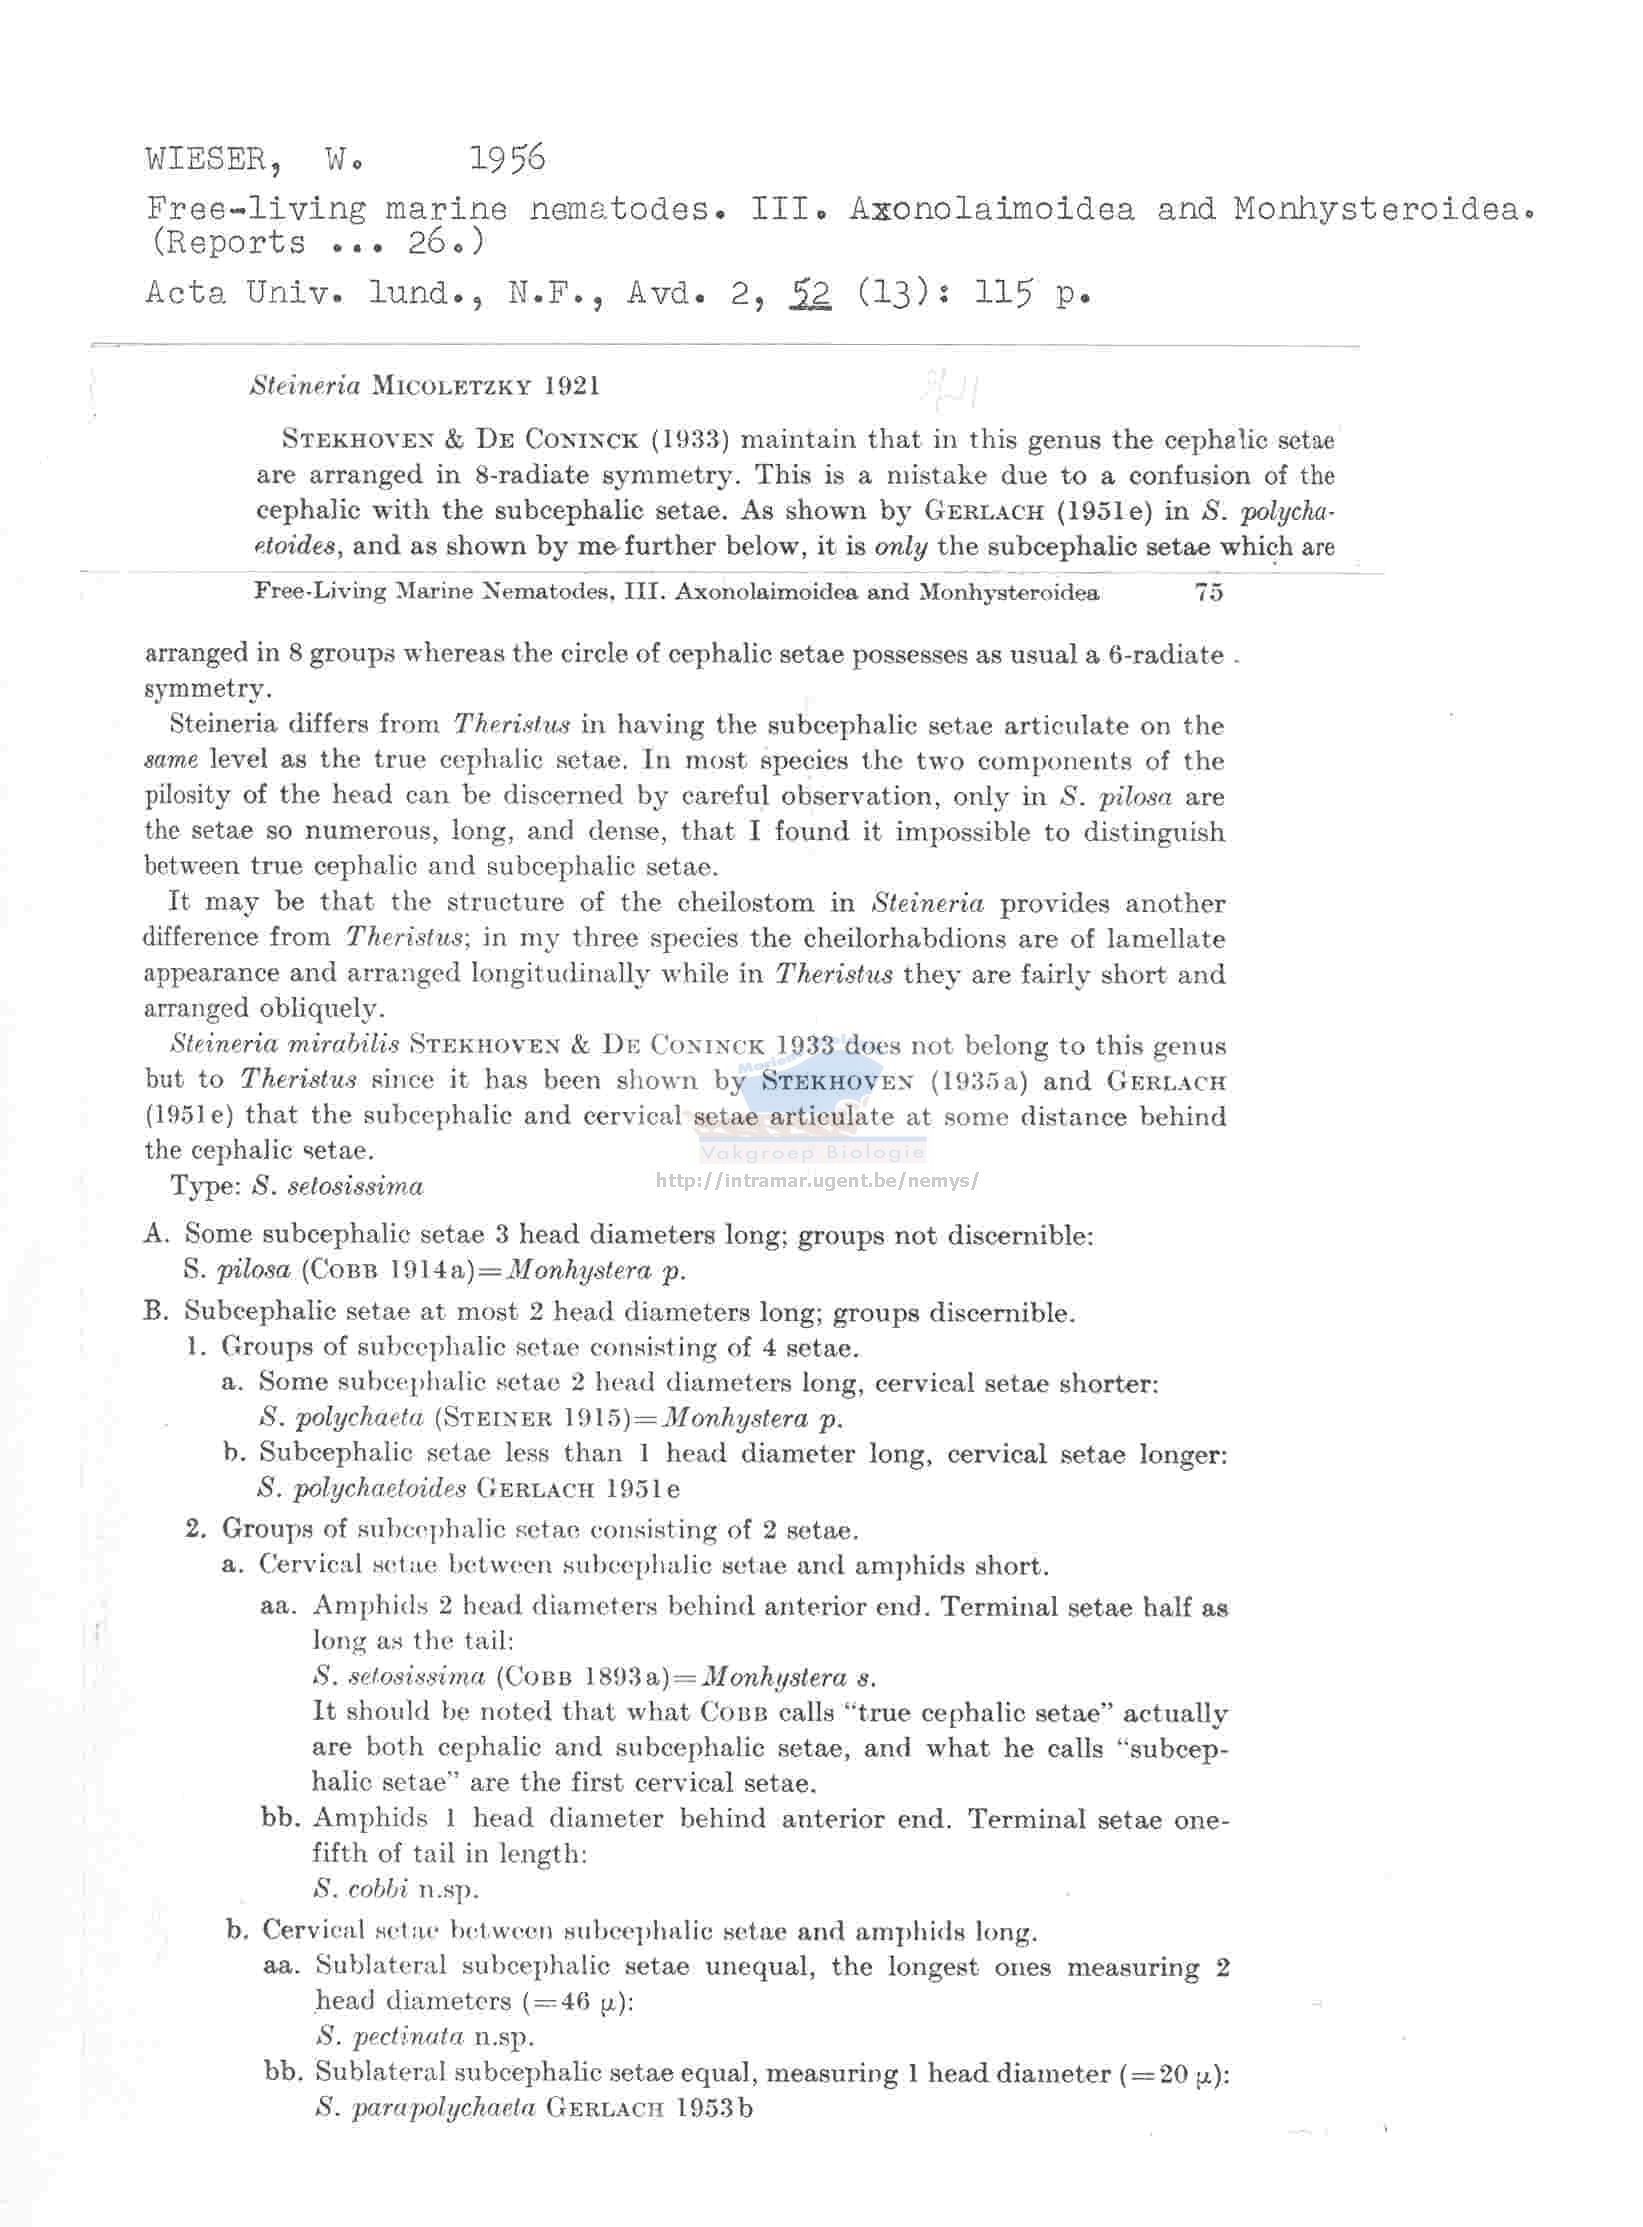 WIESER, W. 1956
Free-living marine nematodes. III. Axonolaimoidea and Monhysteroidea.
(Reports ... 26.)
Acta Univ. lund., N.F., Avd. 2, 52 (13): 115 p.
Steineria MICOLETZKY 1921
STEKHOVEN & DE CONINCK (1933) maintain that in this genus the cephalic setae
are arranged in 8-radiate symmetry. This is a mistake due to a confusion of the
cephalic with the subcephalic setae. As shown by GERLACH (1951e) in S. polycha-
etoides, and as shown by me further below, it is only the subcephalic setae which are
Free-Living Marine Nematodes, III. Axonolaimoidea and Monhysteroidea 75
arranged in 8 groups whereas the circle of cephalic setae possesses as usual a 6-radiate
symmetry.
Steineria differs from Theristus in having the subcephalic setae articulate on the
same level as the true cephalic setae. In most species the two components of the
pilosity of the head can be discerned by careful observation, only in S. pilosa are
the setae so numerous, long, and dense, that I found it impossible to distinguish
between true cephalic and subcephalic setae.
It may be that the structure of the cheilostom in Steineria provides another
difference from Theristus; in my three species the cheilorhabdions are of lamellate
appearance and arranged longitudinally while in Theristus they are fairly short and
arranged obliquely.
Steineria mirabilis STEKHOVEN & DE CONINCK 1933 does not belong to this genus
but to Theristus since it has been shown by STEKHOVEN (1935a) and GERLACH
(1951e) that the subcephalic and cervical setae articulate at some distance behind
the cephalic setae.
Vakgroep Biologie
Type: S. setosissima
http://intramar.ugent.be/nemys/
A. Some subcephalic setae 3 head diameters long; groups not discernible:
S. pilosa (COBB 1914a)=Monhystera p.
B. Subcephalic setae at most 2 head diameters long; groups discernible.
1. Groups of subcephalic setae consisting of 4 setae.
a. Some subcephalic setae 2 head diameters long, cervical setae shorter:
S. polychaeta (STEINER 1915)=Monhystera p.
b. Subcephalic setae less than 1 head diameter long, cervical setae longer:
S. polychaetoides GERLACH 1951e
2. Groups of subcephalic setae consisting of 2 setae.
a. Cervical setae between subcephalic setae and amphids short.
aa. Amphids 2 head diameters behind anterior end. Terminal setae half as
long as the tail:
S. setosissima (COBB 1893a)=Monhystera s.
It should be noted that what COBB calls “true cephalic setae” actually
are both cephalic and subcephalic setae, and what he calls “subcep-
halic setae” are the first cervical setae.
bb. Amphids 1 head diameter behind anterior end. Terminal setae one-
fifth of tail in length:
S. cobbi n.sp.
b. Cervical setae between subcephalic setae and amphids long.
aa. Sublateral subcephalic setae unequal, the longest ones measuring 2
head diameters (=46 μ):
S. pectinata n.sp.
bb. Sublateral subcephalic setae equal, measuring 1 head diameter (=20 μ):
S. parapolychaeta GERLACH 1953b